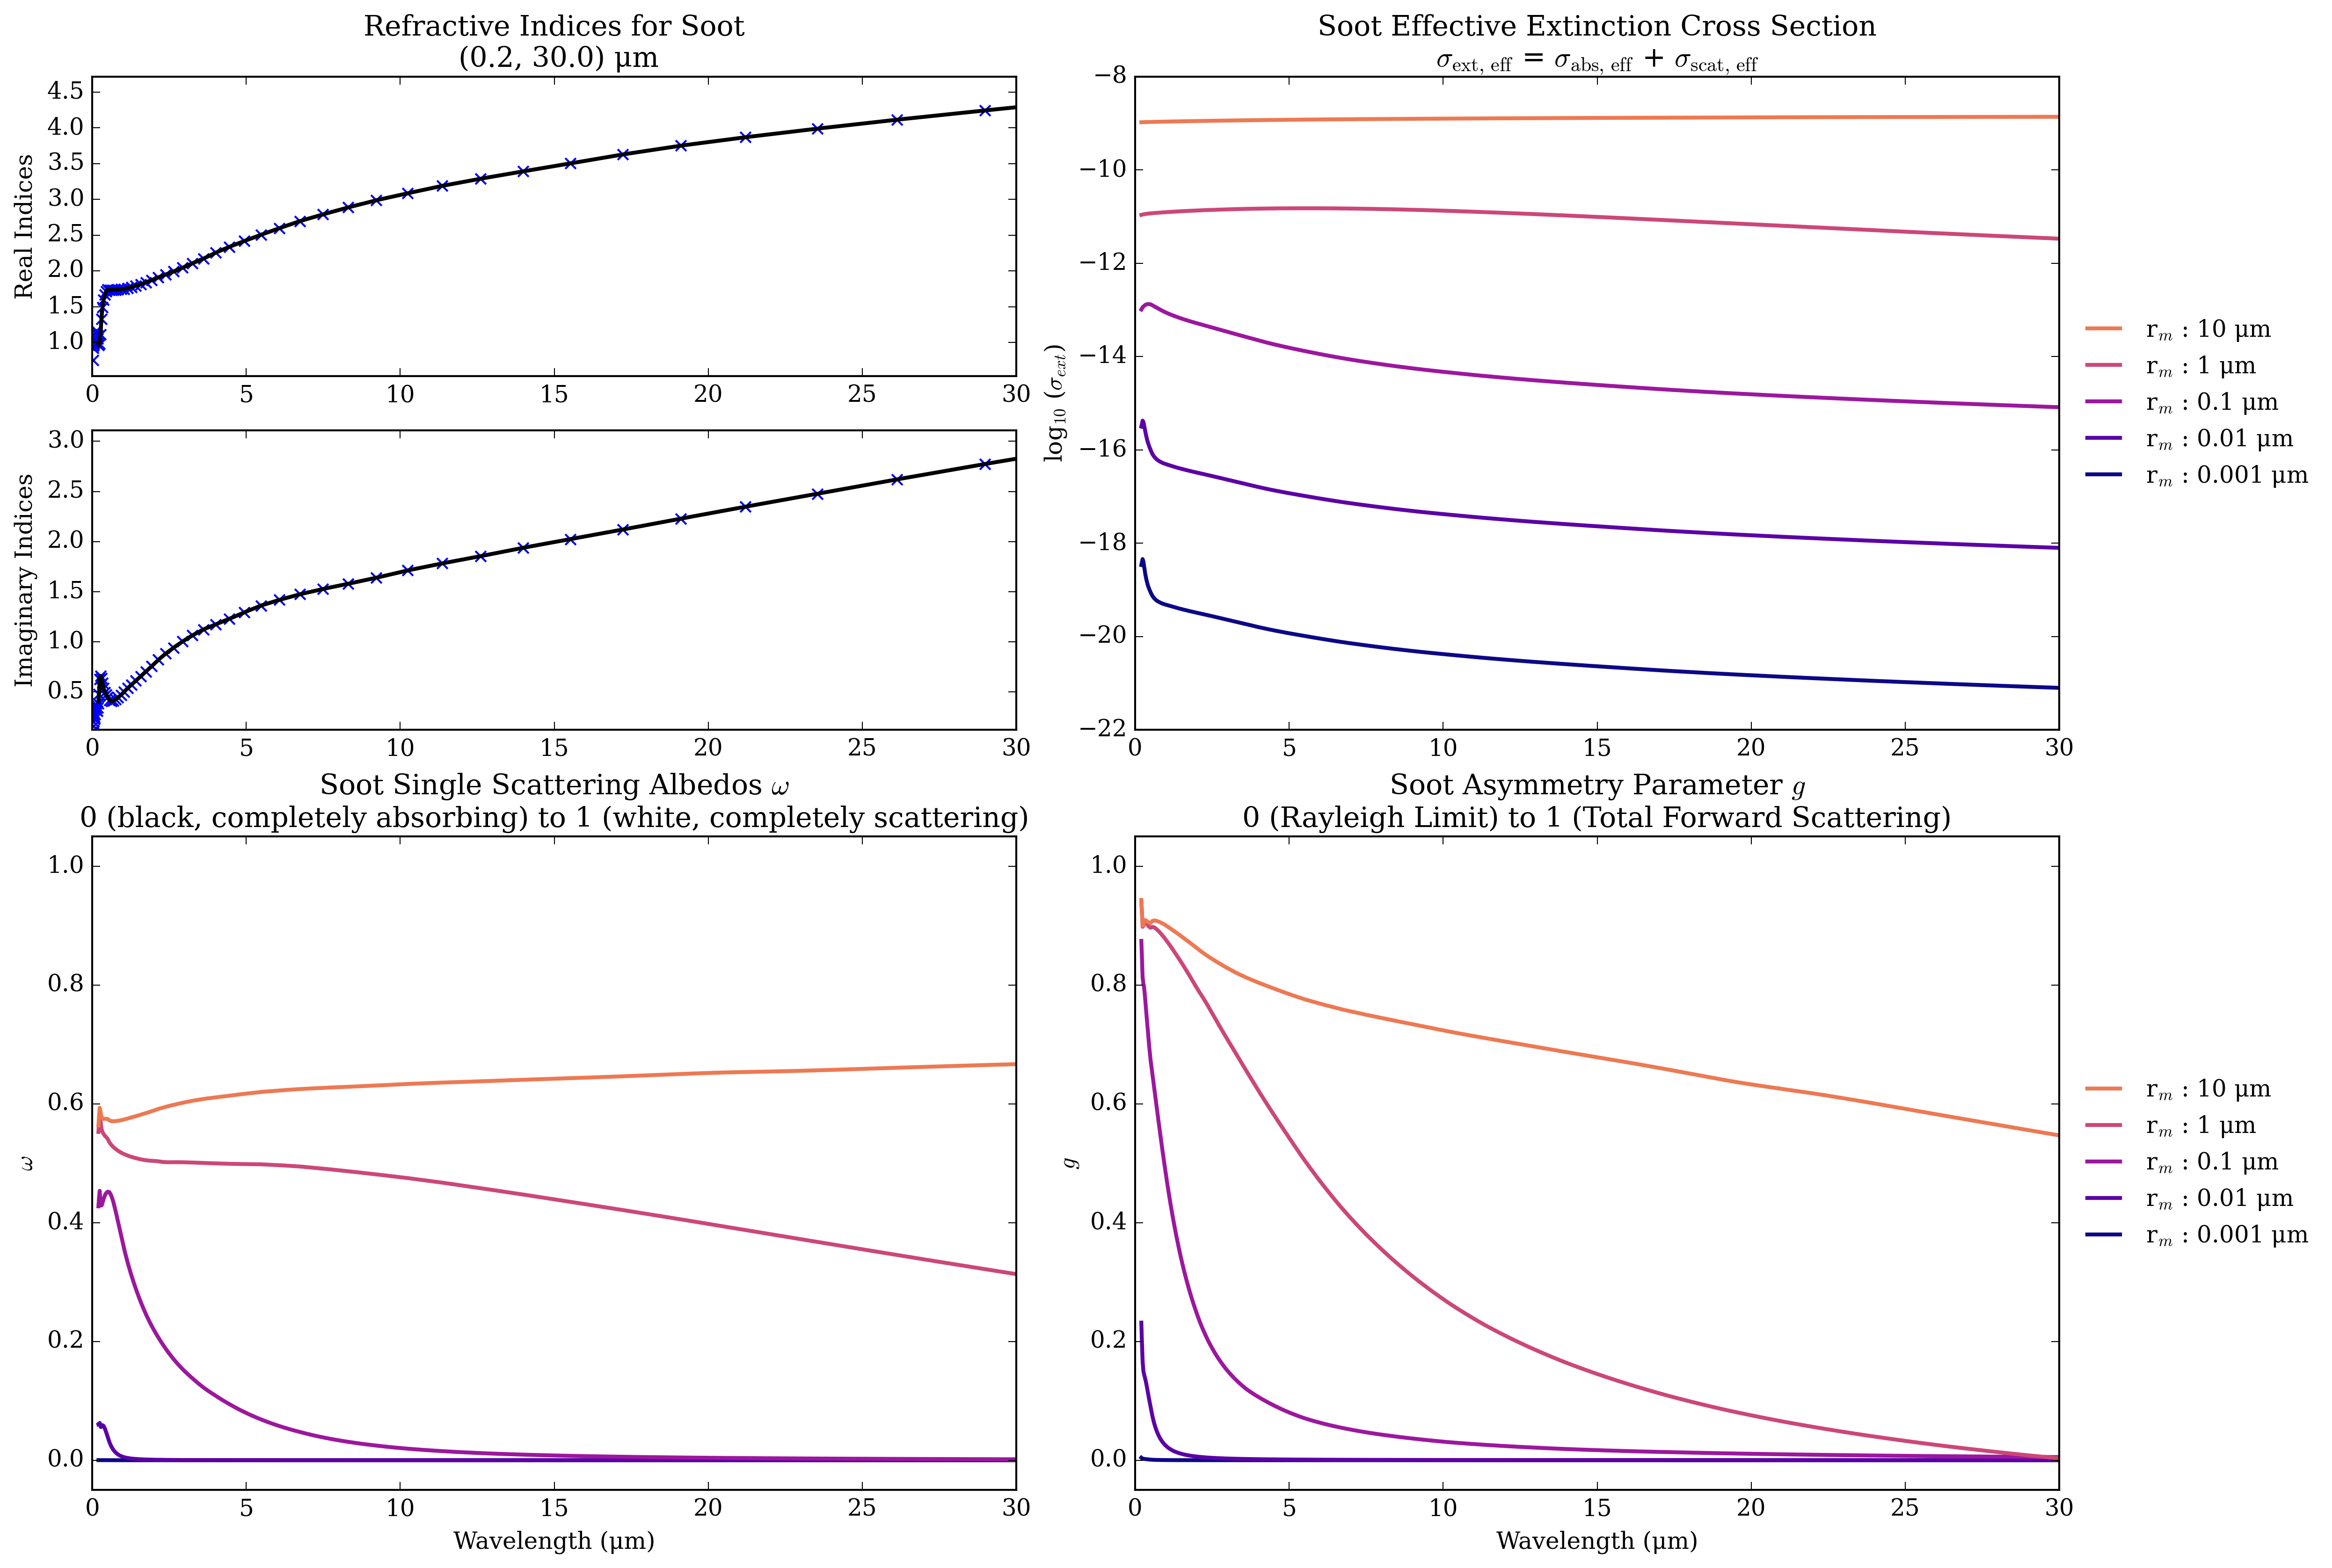 Refractive Indices for Soot
(0.2, 30.0) μm
Real Indices
4.5
4.0
3.5
3.0
2.5
2.0
1.5
1.0
0 5 10 15 20 25 30
Imaginary Indices
3.0
2.5
2.0
1.5
1.0
0.5
0 5 10 15 20 25 30
Soot Effective Extinction Cross Section
σext, eff = σabs, eff + σscat, eff
log10 (σext)
−8
−10
−12
−14
−16
−18
−20
−22
0 5 10 15 20 25 30
rm : 10 μm
rm : 1 μm
rm : 0.1 μm
rm : 0.01 μm
rm : 0.001 μm
Soot Single Scattering Albedos ω
0 (black, completely absorbing) to 1 (white, completely scattering)
ω
1.0
0.8
0.6
0.4
0.2
0.0
0 5 10 15 20 25 30
Wavelength (μm)
Soot Asymmetry Parameter g
0 (Rayleigh Limit) to 1 (Total Forward Scattering)
g
1.0
0.8
0.6
0.4
0.2
0.0
0 5 10 15 20 25 30
Wavelength (μm)
rm : 10 μm
rm : 1 μm
rm : 0.1 μm
rm : 0.01 μm
rm : 0.001 μm